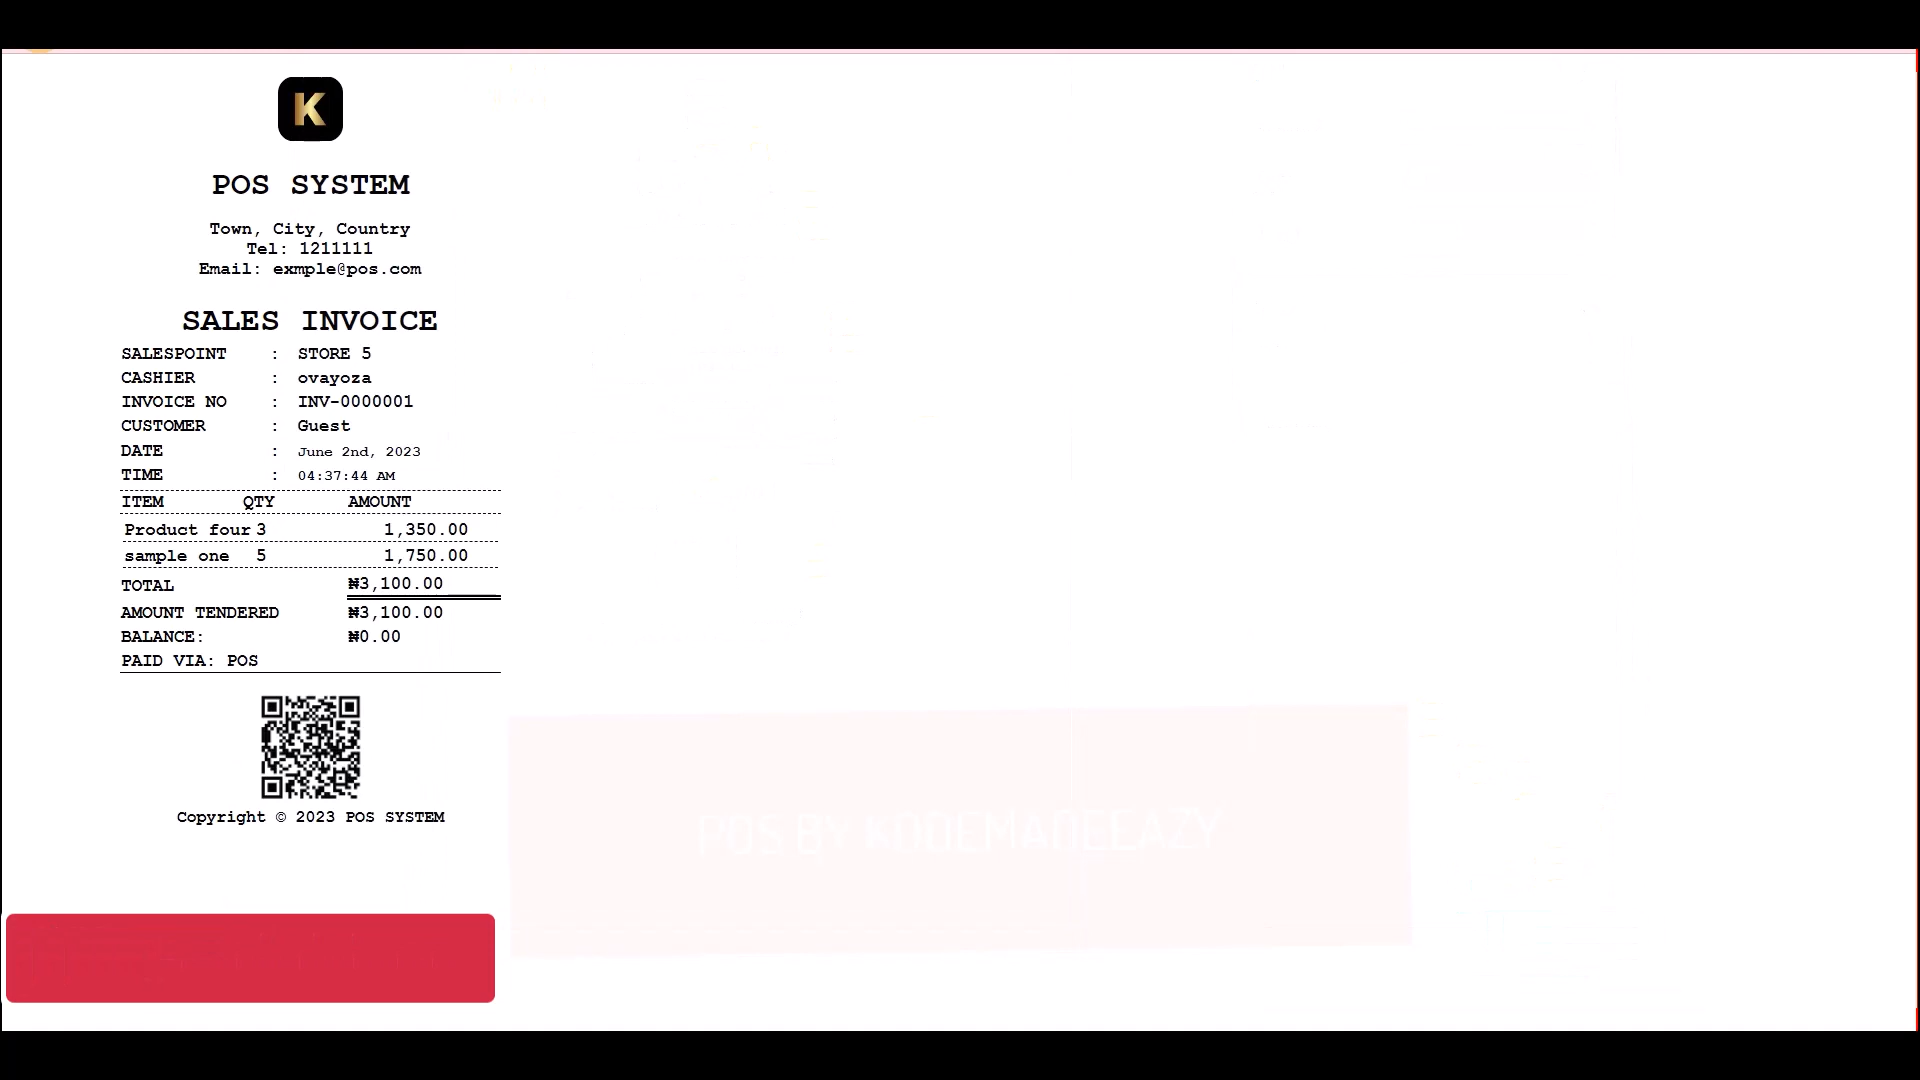 K
POS SYSTEM
Town, City, Country
Tel: 1211111
Email: exmple@pos.com
SALES INVOICE
SALESPOINT : STORE 5
CASHIER : ovayoza
INVOICE NO : INV-0000001
CUSTOMER : Guest
DATE : June 2nd, 2023
TIME : 04:37:44 AM
ITEM QTY AMOUNT
Product four 3 1,350.00
sample one 5 1,750.00
TOTAL ₦3,100.00
AMOUNT TENDERED ₦3,100.00
BALANCE: ₦0.00
PAID VIA: POS
Copyright © 2023 POS SYSTEM
POS BY KODEMADEEAZY